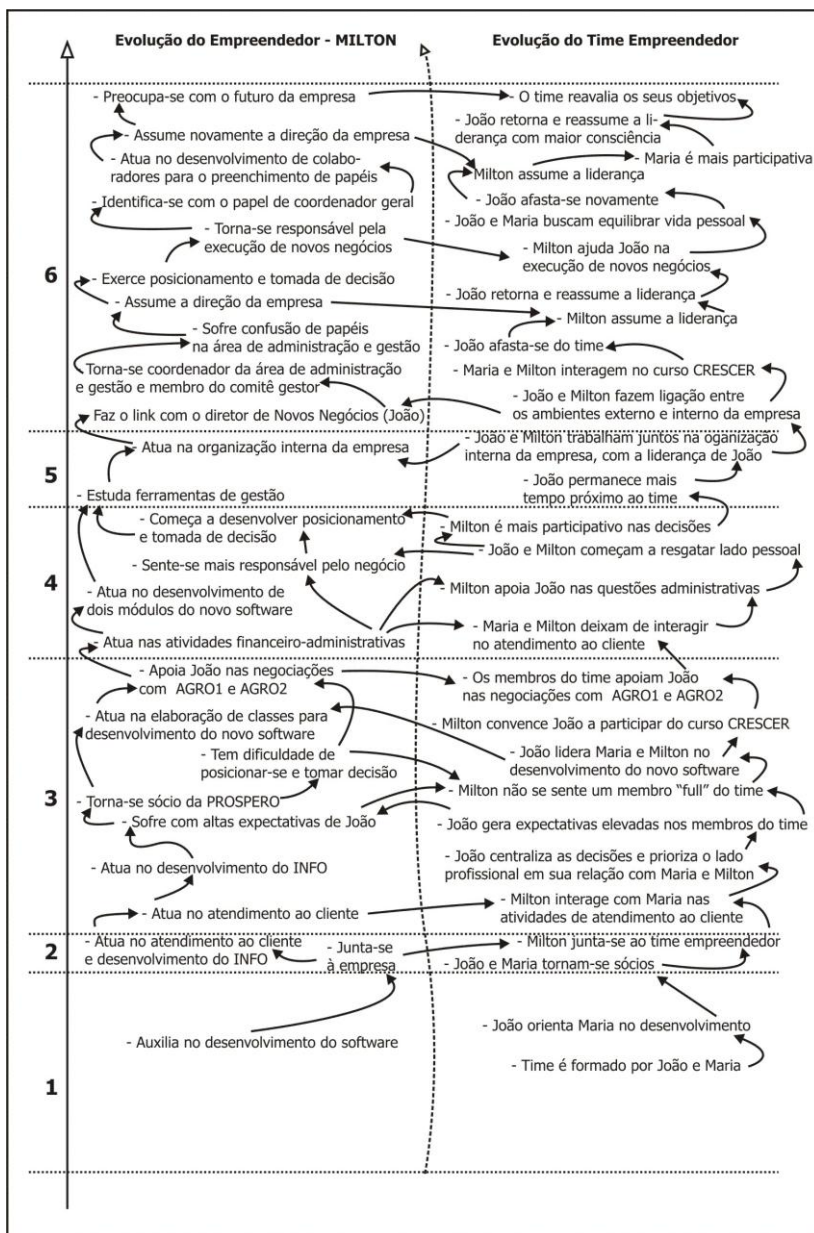 Evolução do Empreendedor - MILTON
Evolução do Time Empreendedor
6
- Preocupa-se com o futuro da empresa
- Assume novamente a direção da empresa
- Atua no desenvolvimento de colabo-
radores para o preenchimento de papéis
- Identifica-se com o papel de coordenador geral
- Torna-se responsável pela
execução de novos negócios
- Exerce posicionamento e tomada de decisão
- Assume a direção da empresa
- Sofre confusão de papéis
na área de administração e gestão
Torna-se coordenador da área de administração
e gestão e membro do comitê gestor
Faz o link com o diretor de Novos Negócios (João)
- O time reavalia os seus objetivos
- João retorna e reassume a li-
derança com maior consciência
- Maria é mais participativa
Milton assume a liderança
- João afasta-se novamente
- João e Maria buscam equilibrar vida pessoal
- Milton ajuda João na
execução de novos negócios
- João retorna e reassume a liderança
- Milton assume a liderança
- João afasta-se do time
- Maria e Milton interagem no curso CRESCER
- João e Milton fazem ligação entre
os ambientes externo e interno da empresa
5
- Atua na organização interna da empresa
- Estuda ferramentas de gestão
- João e Milton trabalham juntos na oganização
interna da empresa, com a liderança de João
- João permanece mais
tempo próximo ao time
4
- Começa a desenvolver posicionamento
e tomada de decisão
- Sente-se mais responsável pelo negócio
- Atua no desenvolvimento de
dois módulos do novo software
- Atua nas atividades financeiro-administrativas
- Milton é mais participativo nas decisões
- João e Milton começam a resgatar lado pessoal
Milton apoia João nas questões administrativas
- Maria e Milton deixam de interagir
no atendimento ao cliente
3
- Apoia João nas negociações
com AGRO1 e AGRO2
- Atua na elaboração de classes para
desenvolvimento do novo software
- Tem dificuldade de
posicionar-se e tomar decisão
- Torna-se sócio da PROSPERO
- Sofre com altas expectativas de João
- Atua no desenvolvimento do INFO
- Atua no atendimento ao cliente
- Os membros do time apoiam João
nas negociações com AGRO1 e AGRO2
- Milton convence João a participar do curso CRESCER
- João lidera Maria e Milton no
desenvolvimento do novo software
- Milton não se sente um membro “full” do time
- João gera expectativas elevadas nos membros do time
- João centraliza as decisões e prioriza o lado
profissional em sua relação com Maria e Milton
- Milton interage com Maria nas
atividades de atendimento ao cliente
2
- Atua no atendimento ao cliente
e desenvolvimento do INFO
- Junta-se
à empresa
- Milton junta-se ao time empreendedor
- João e Maria tornam-se sócios
1
- Auxilia no desenvolvimento do software
- João orienta Maria no desenvolvimento
- Time é formado por João e Maria